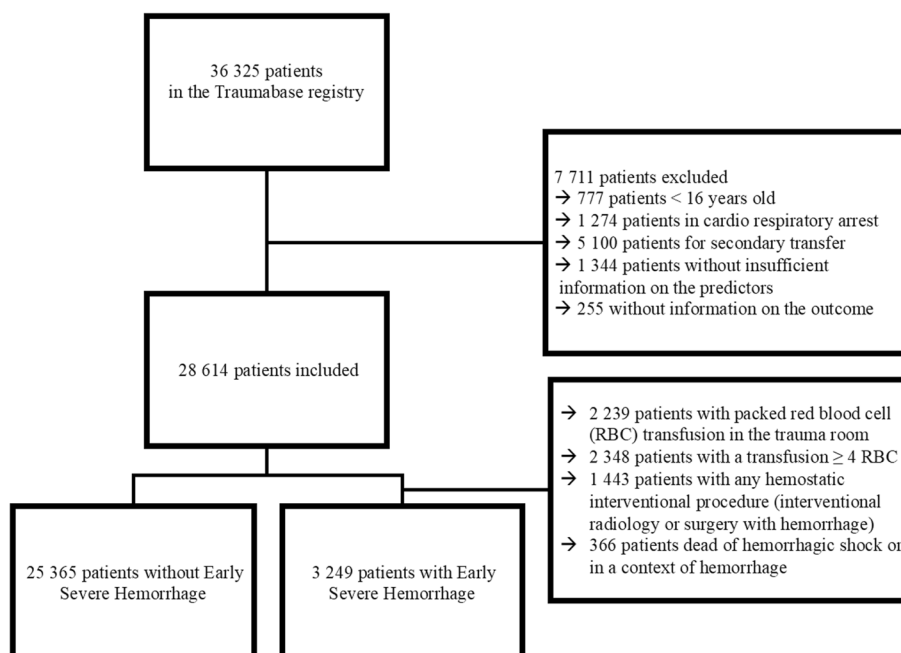 36 325 patients
in the Traumabase registry
7 711 patients excluded
→ 777 patients < 16 years old
→ 1 274 patients in cardio respiratory arrest
→ 5 100 patients for secondary transfer
→ 1 344 patients without insufficient
information on the predictors
→ 255 without information on the outcome
28 614 patients included
→ 2 239 patients with packed red blood cell
(RBC) transfusion in the trauma room
→ 2 348 patients with a transfusion ≥ 4 RBC
→ 1 443 patients with any hemostatic
interventional procedure (interventional
radiology or surgery with hemorrhage)
→ 366 patients dead of hemorrhagic shock or
in a context of hemorrhage
25 365 patients without Early
Severe Hemorrhage
3 249 patients with Early
Severe Hemorrhage